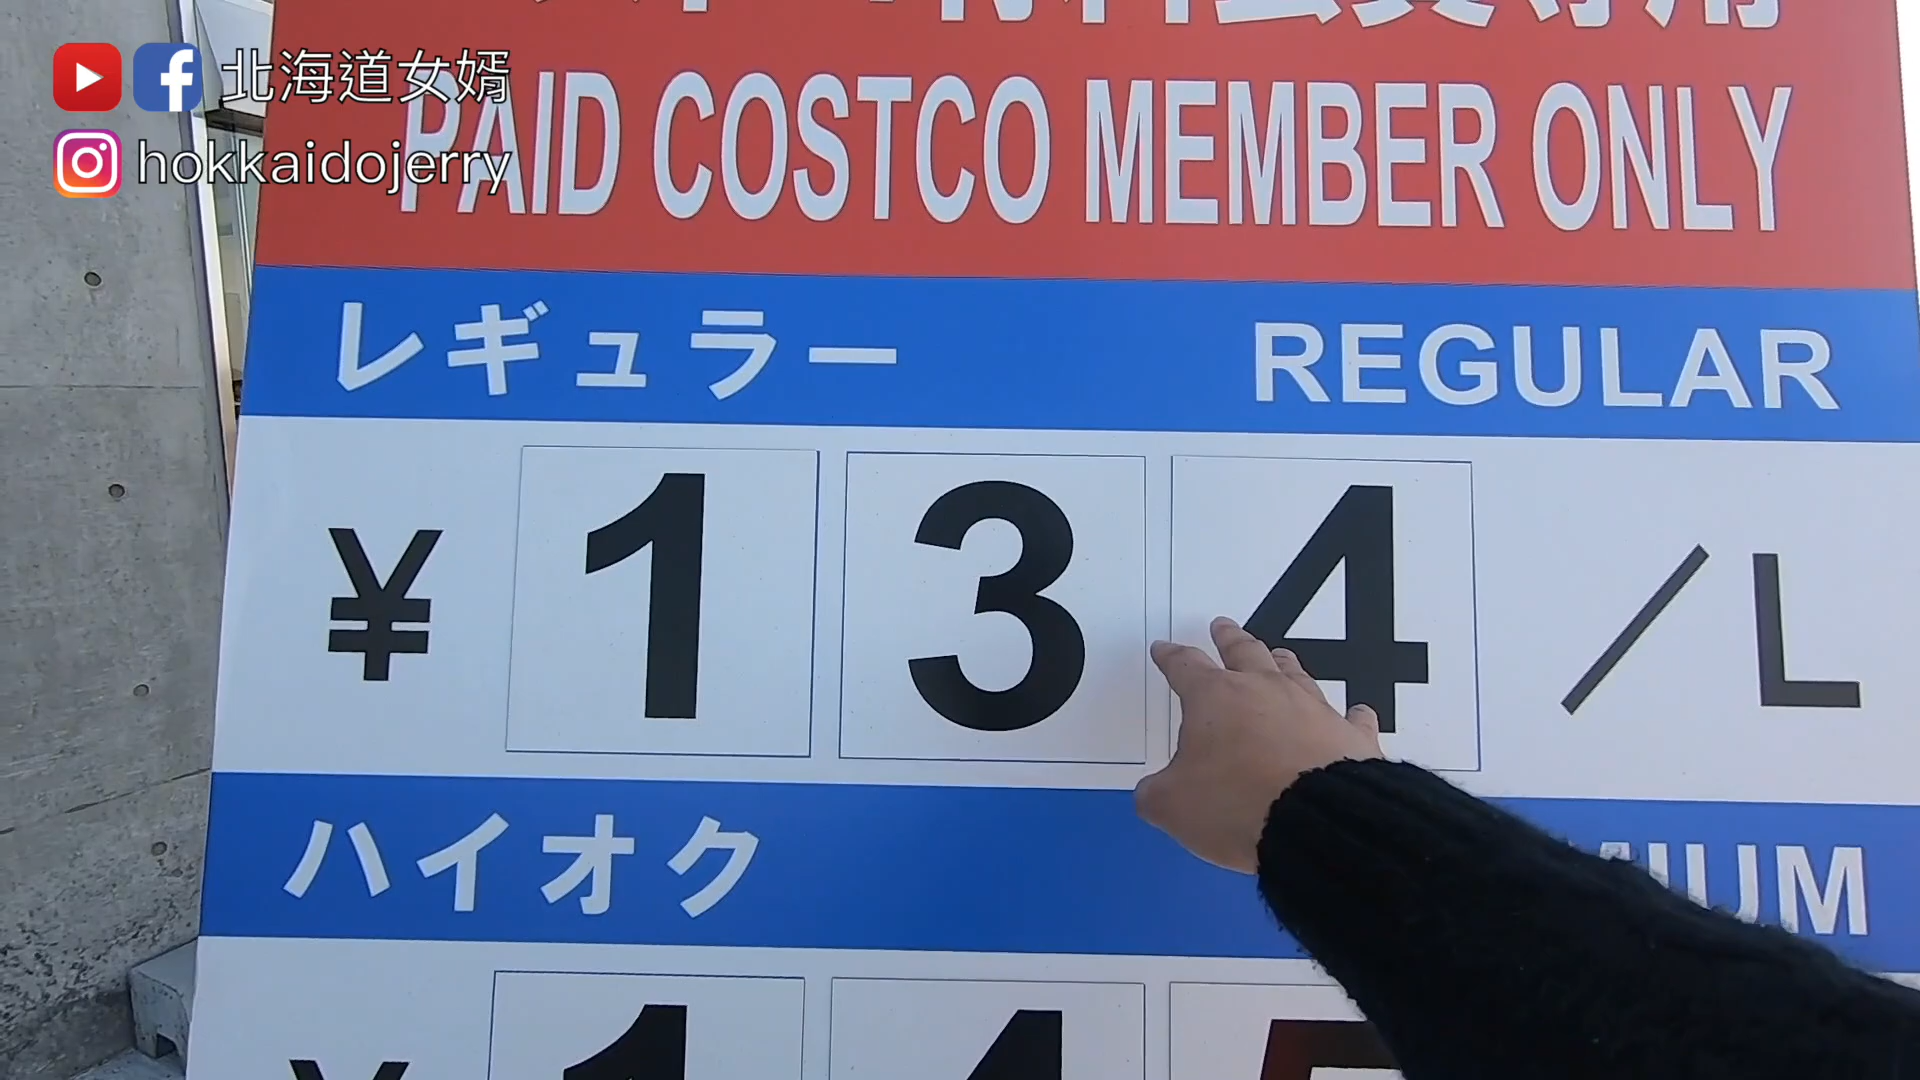 北海道女婿
hokkaidojerry
PAID COSTCO MEMBER ONLY
レギュラー REGULAR
¥134/L
ハイオク
¥14